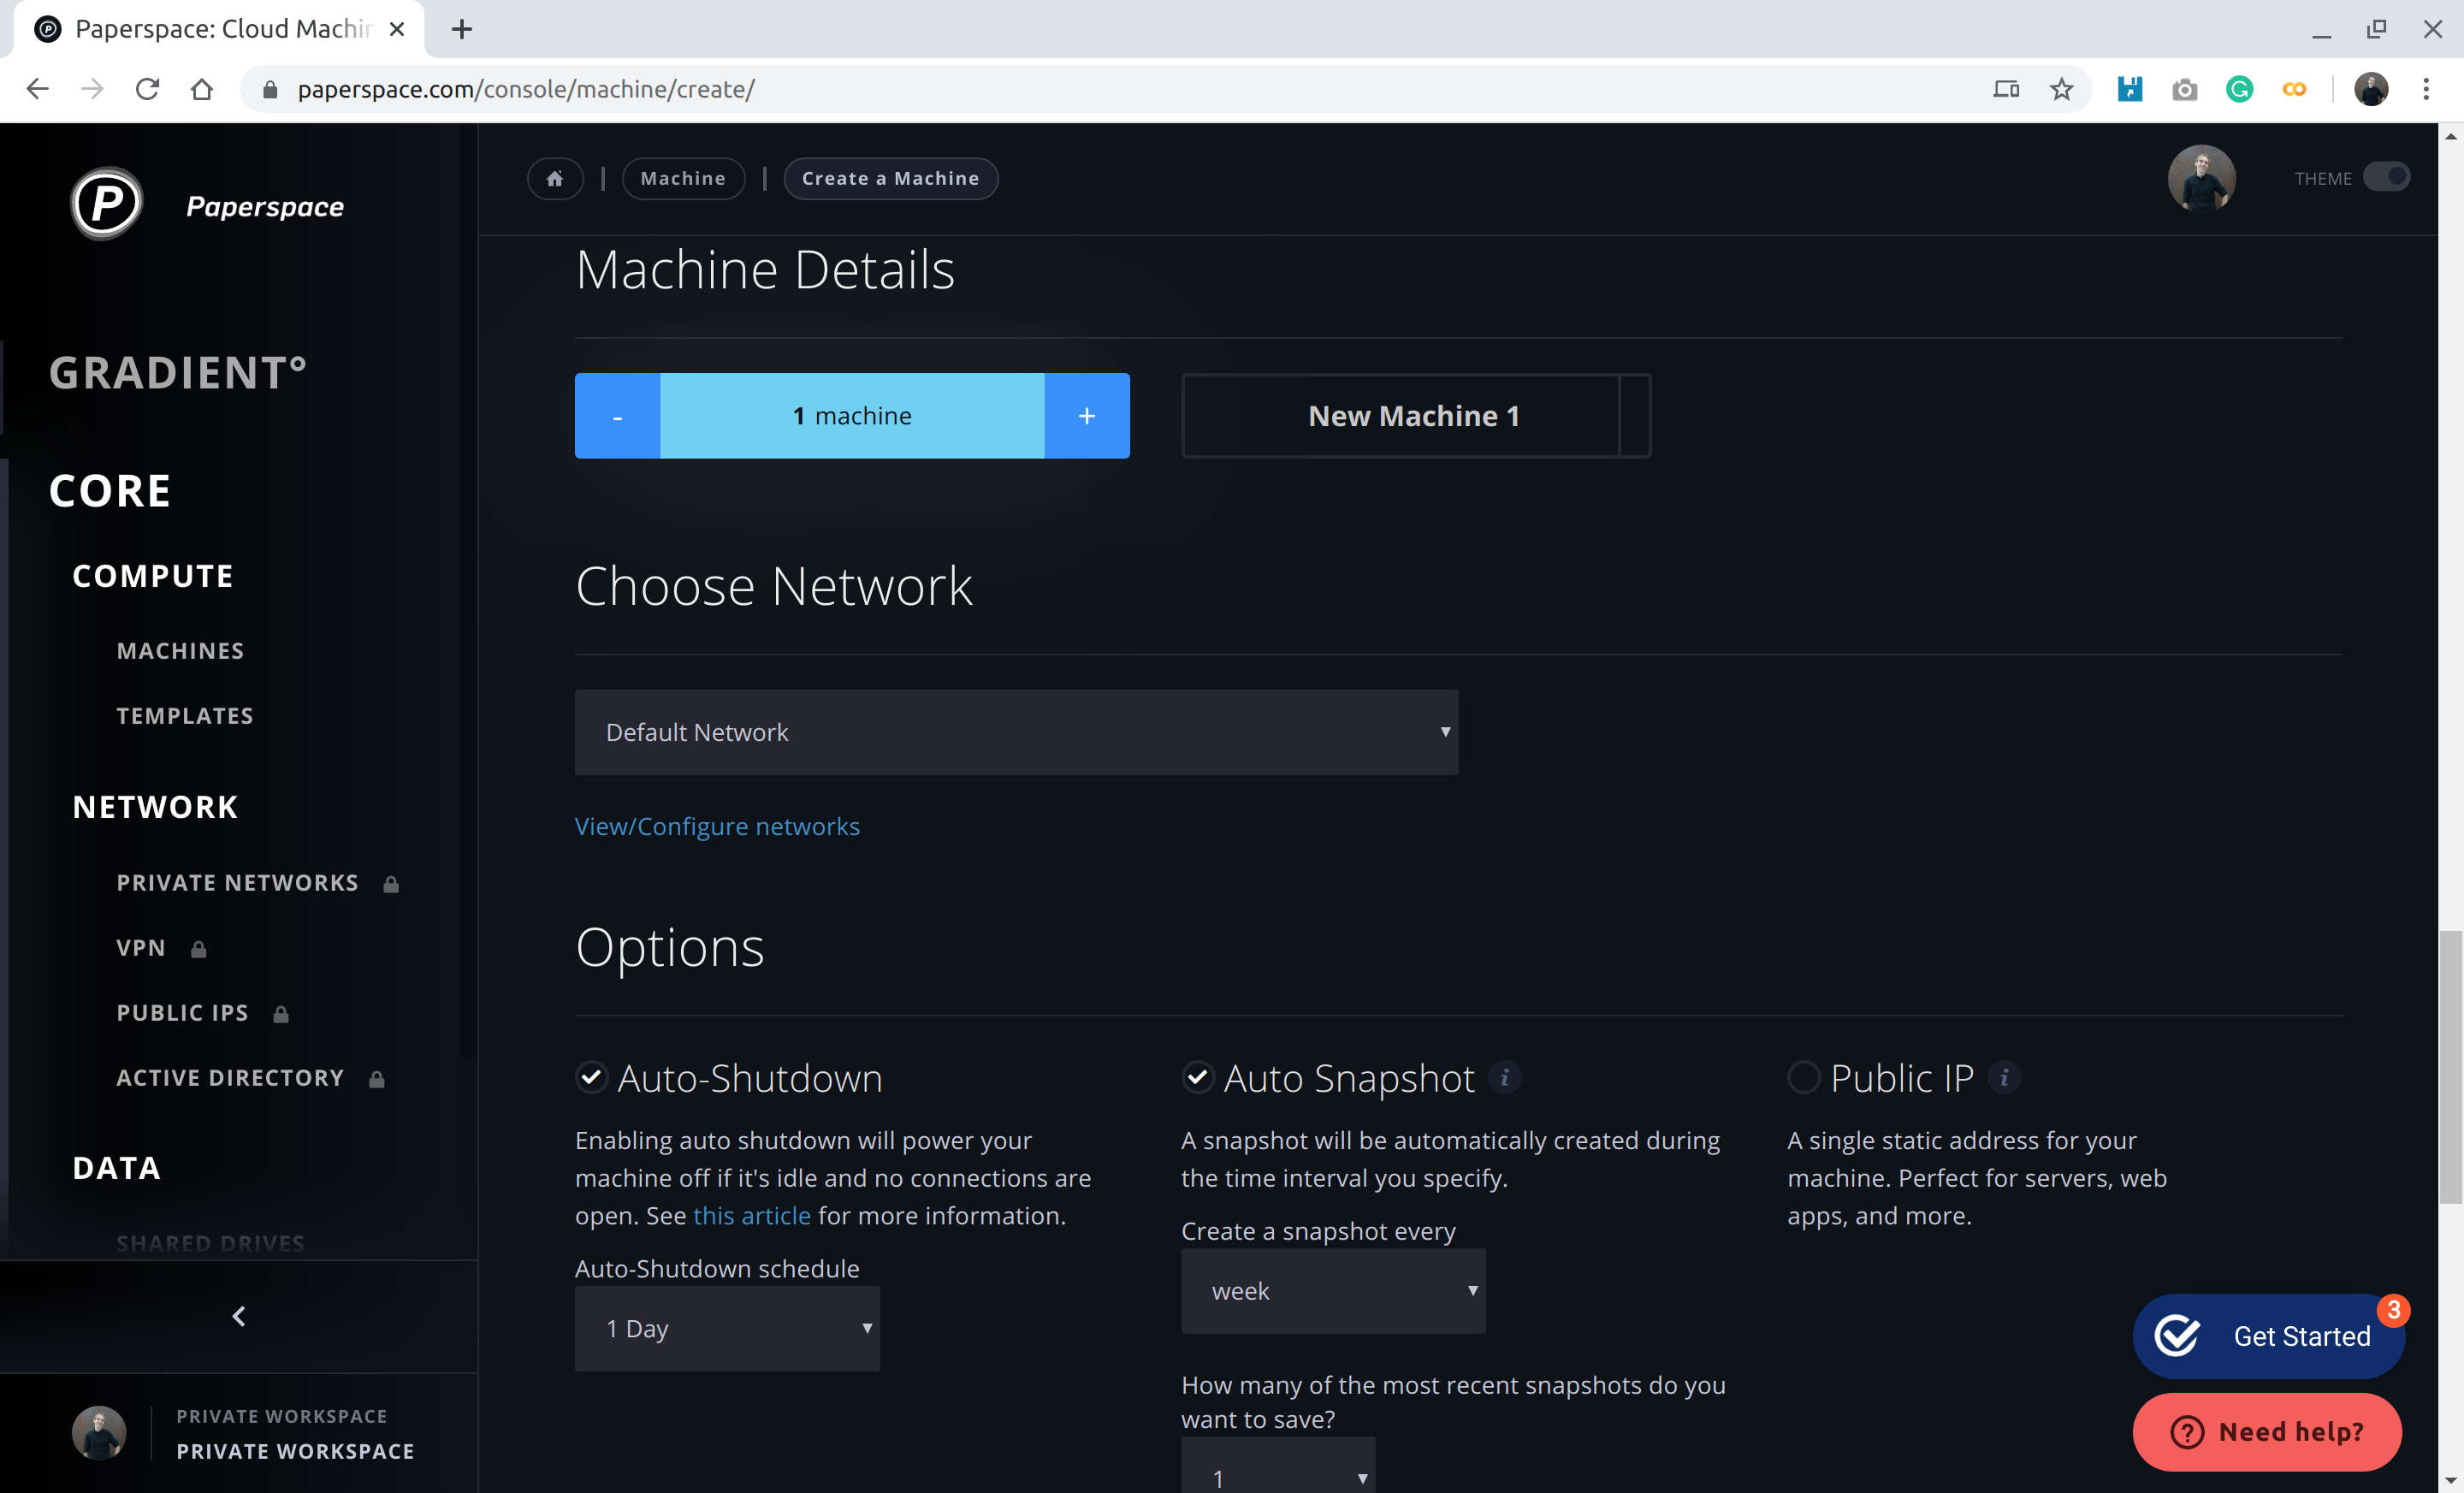 Paperspace: Cloud Machin
paperspace.com/console/machine/create/
P
Paperspace
Machine
Create a Machine
THEME
GRADIENT°
CORE
COMPUTE
MACHINES
TEMPLATES
NETWORK
PRIVATE NETWORKS
VPN
PUBLIC IPS
ACTIVE DIRECTORY
DATA
SHARED DRIVES
PRIVATE WORKSPACE
PRIVATE WORKSPACE
Machine Details
- 1 machine +
New Machine 1
Choose Network
Default Network
View/Configure networks
Options
Auto-Shutdown
Enabling auto shutdown will power your
machine off if it's idle and no connections are
open. See this article for more information.
Auto-Shutdown schedule
1 Day
Auto Snapshot i
A snapshot will be automatically created during
the time interval you specify.
Create a snapshot every
week
How many of the most recent snapshots do you
want to save?
1
Public IP i
A single static address for your
machine. Perfect for servers, web
apps, and more.
Get Started
3
? Need help?